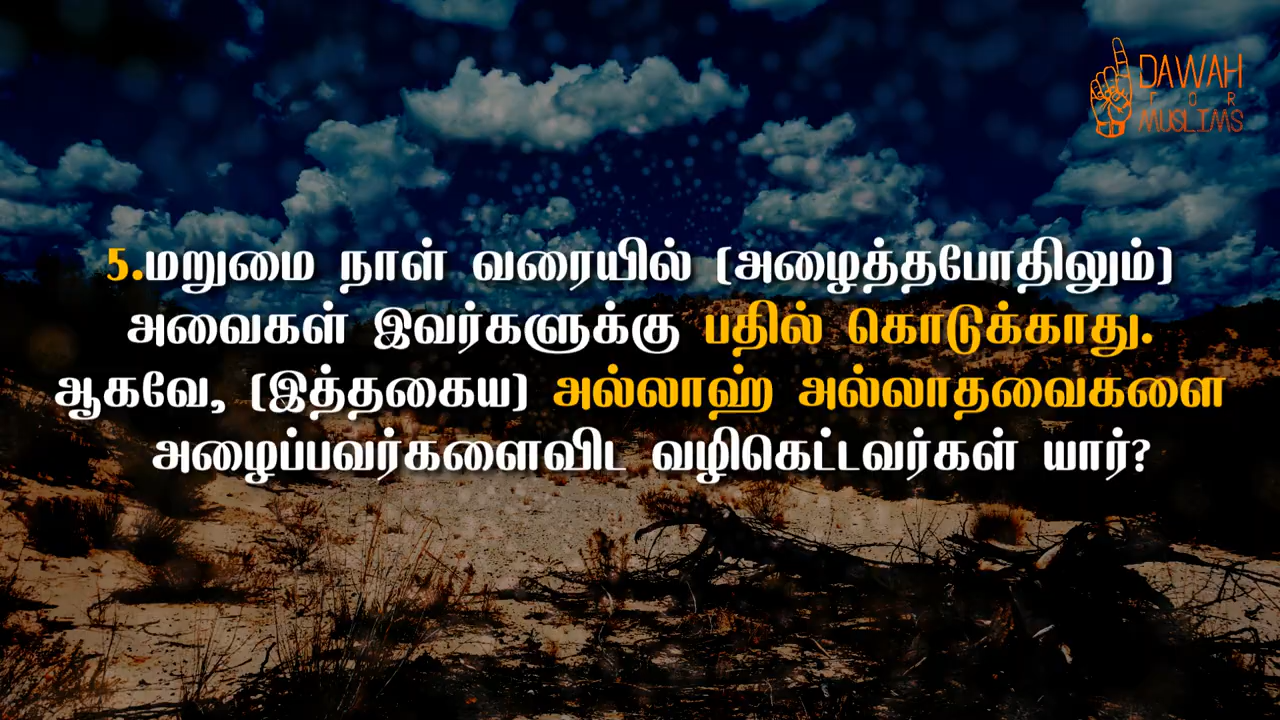 DAWAH
FOR
MUSLIMS
5.மறுமை நாள் வரையில் (அழைத்தபோதிலும்)
அவைகள் இவர்களுக்கு பதில் கொடுக்காது.
ஆகவே, (இத்தகைய) அல்லாஹ் அல்லாதவைகளை
அழைப்பவர்களைவிட வழிகெட்டவர்கள் யார்?